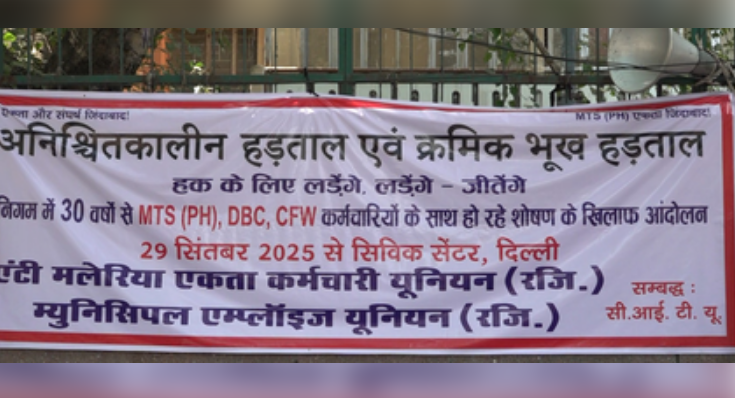 एकता और संघर्ष जिंदाबाद!
MTS (PH) एकता जिंदाबाद!
अनिश्चितकालीन हड़ताल एवं क्रमिक भूख हड़ताल
हक के लिए लड़ेंगे, लड़ेंगे - जीतेंगे
निगम में 30 वर्षो से MTS (PH), DBC, CFW कर्मचारियों के साथ हो रहे शोषण के खिलाफ आंदोलन
29 सिंतबर 2025 से सिविक सेंटर, दिल्ली
एंटी मलेरिया एकता कर्मचारी यूनियन (रजि.)
म्युनिसिपल एम्प्लॉइज यूनियन (रजि.)
सम्बद्ध :
सी.आई. टी. यू.